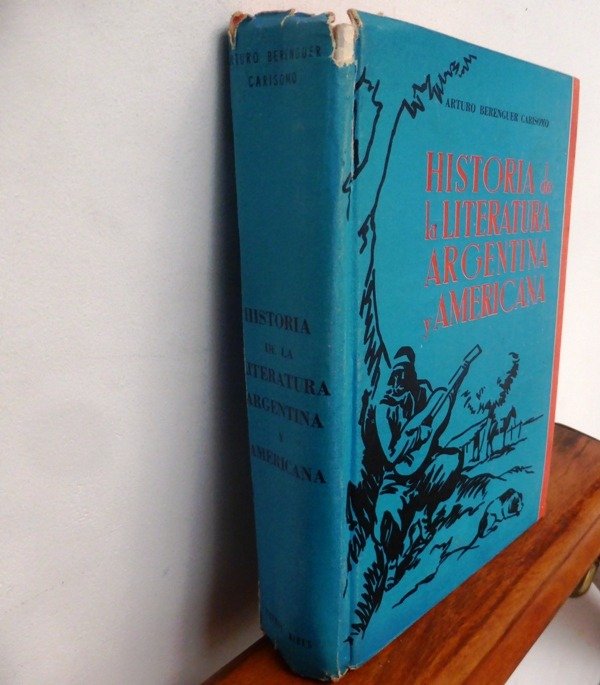 ARTURO BERENGUER
CARISOMO
HISTORIA
DE LA
LITERATURA
ARGENTINA
Y
AMERICANA
ARTURO BERENGUER CARISOMO
HISTORIA de
la LITERATURA
ARGENTINA
y AMERICANA